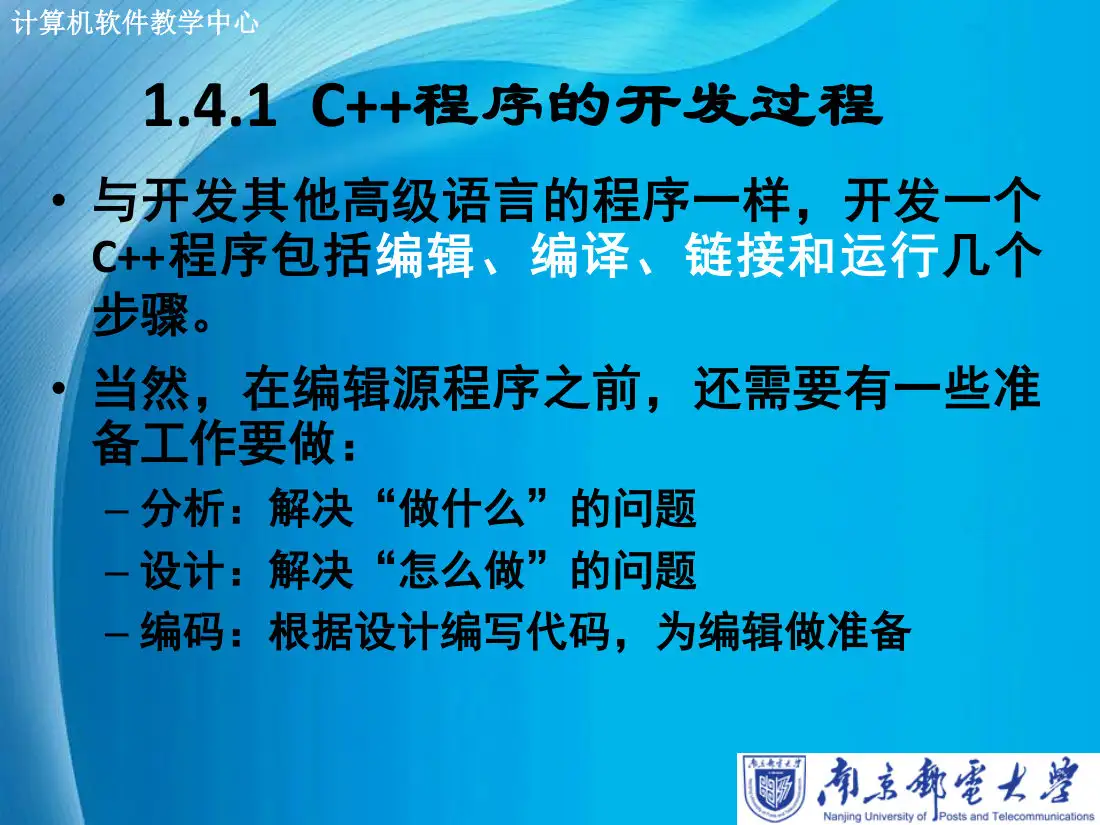 计算机软件教学中心
1.4.1 C++程序的开发过程
• 与开发其他高级语言的程序一样，开发一个
C++程序包括编辑、编译、链接和运行几个
步骤。
• 当然，在编辑源程序之前，还需要有一些准
备工作要做：
– 分析：解决“做什么”的问题
– 设计：解决“怎么做”的问题
– 编码：根据设计编写代码，为编辑做准备
南京郵電大學
Nanjing University of Posts and Telecommunications